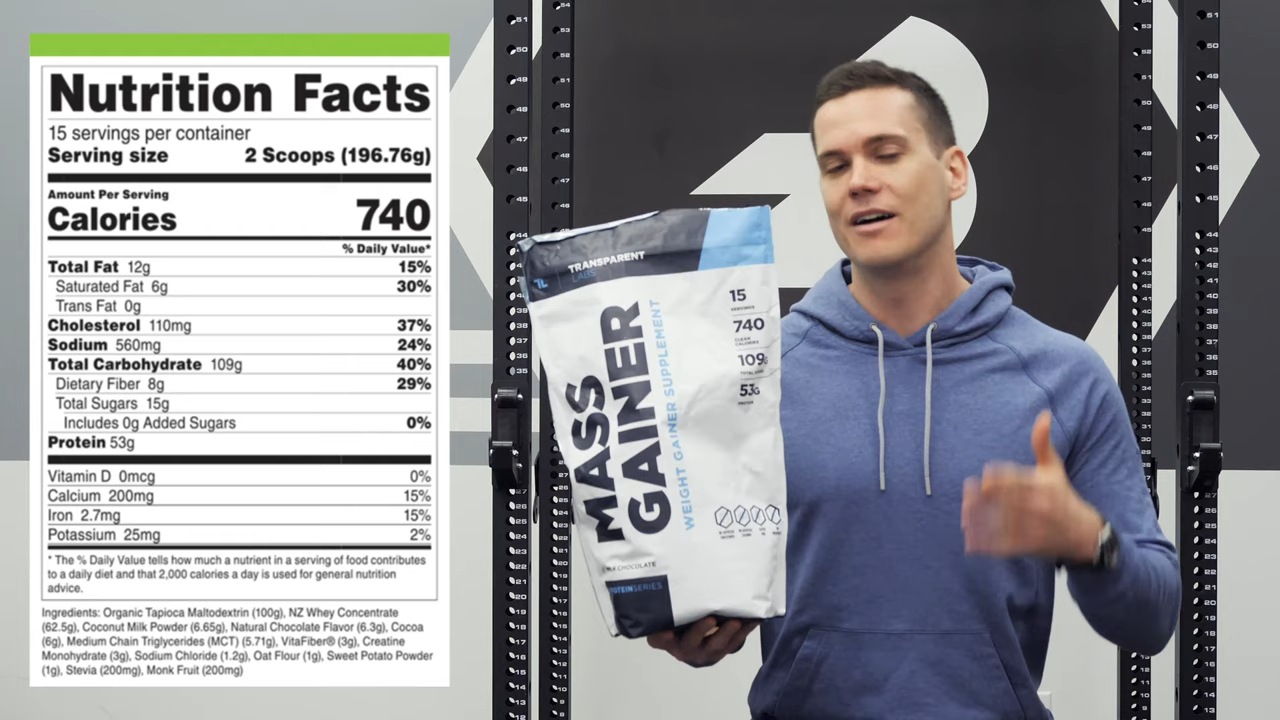 Nutrition Facts
15 servings per container
Serving size 2 Scoops (196.76g)
Amount Per Serving
Calories 740
% Daily Value*
Total Fat 12g 15%
Saturated Fat 6g 30%
Trans Fat 0g
Cholesterol 110mg 37%
Sodium 560mg 24%
Total Carbohydrate 109g 40%
Dietary Fiber 8g 29%
Total Sugars 15g
Includes 0g Added Sugars 0%
Protein 53g
Vitamin D 0mcg 0%
Calcium 200mg 15%
Iron 2.7mg 15%
Potassium 25mg 2%
* The % Daily Value tells how much a nutrient in a serving of food contributes
to a daily diet and that 2,000 calories a day is used for general nutrition
advice.
Ingredients: Organic Tapioca Maltodextrin (100g), NZ Whey Concentrate
(62.5g), Coconut Milk Powder (6.65g), Natural Chocolate Flavor (6.3g), Cocoa
(6g), Medium Chain Triglycerides (MCT) (5.71g), VitaFiber® (3g), Creatine
Monohydrate (3g), Sodium Chloride (1.2g), Oat Flour (1g), Sweet Potato Powder
(1g), Stevia (200mg), Monk Fruit (200mg)
TRANSPARENT
LABS
TL
MASS
GAINER
WEIGHT GAINER SUPPLEMENT
15
SERVINGS
740
CLEAN
CALORIES
109g
53G
PROTEIN
CHOCOLATE
PROTEINSERIES